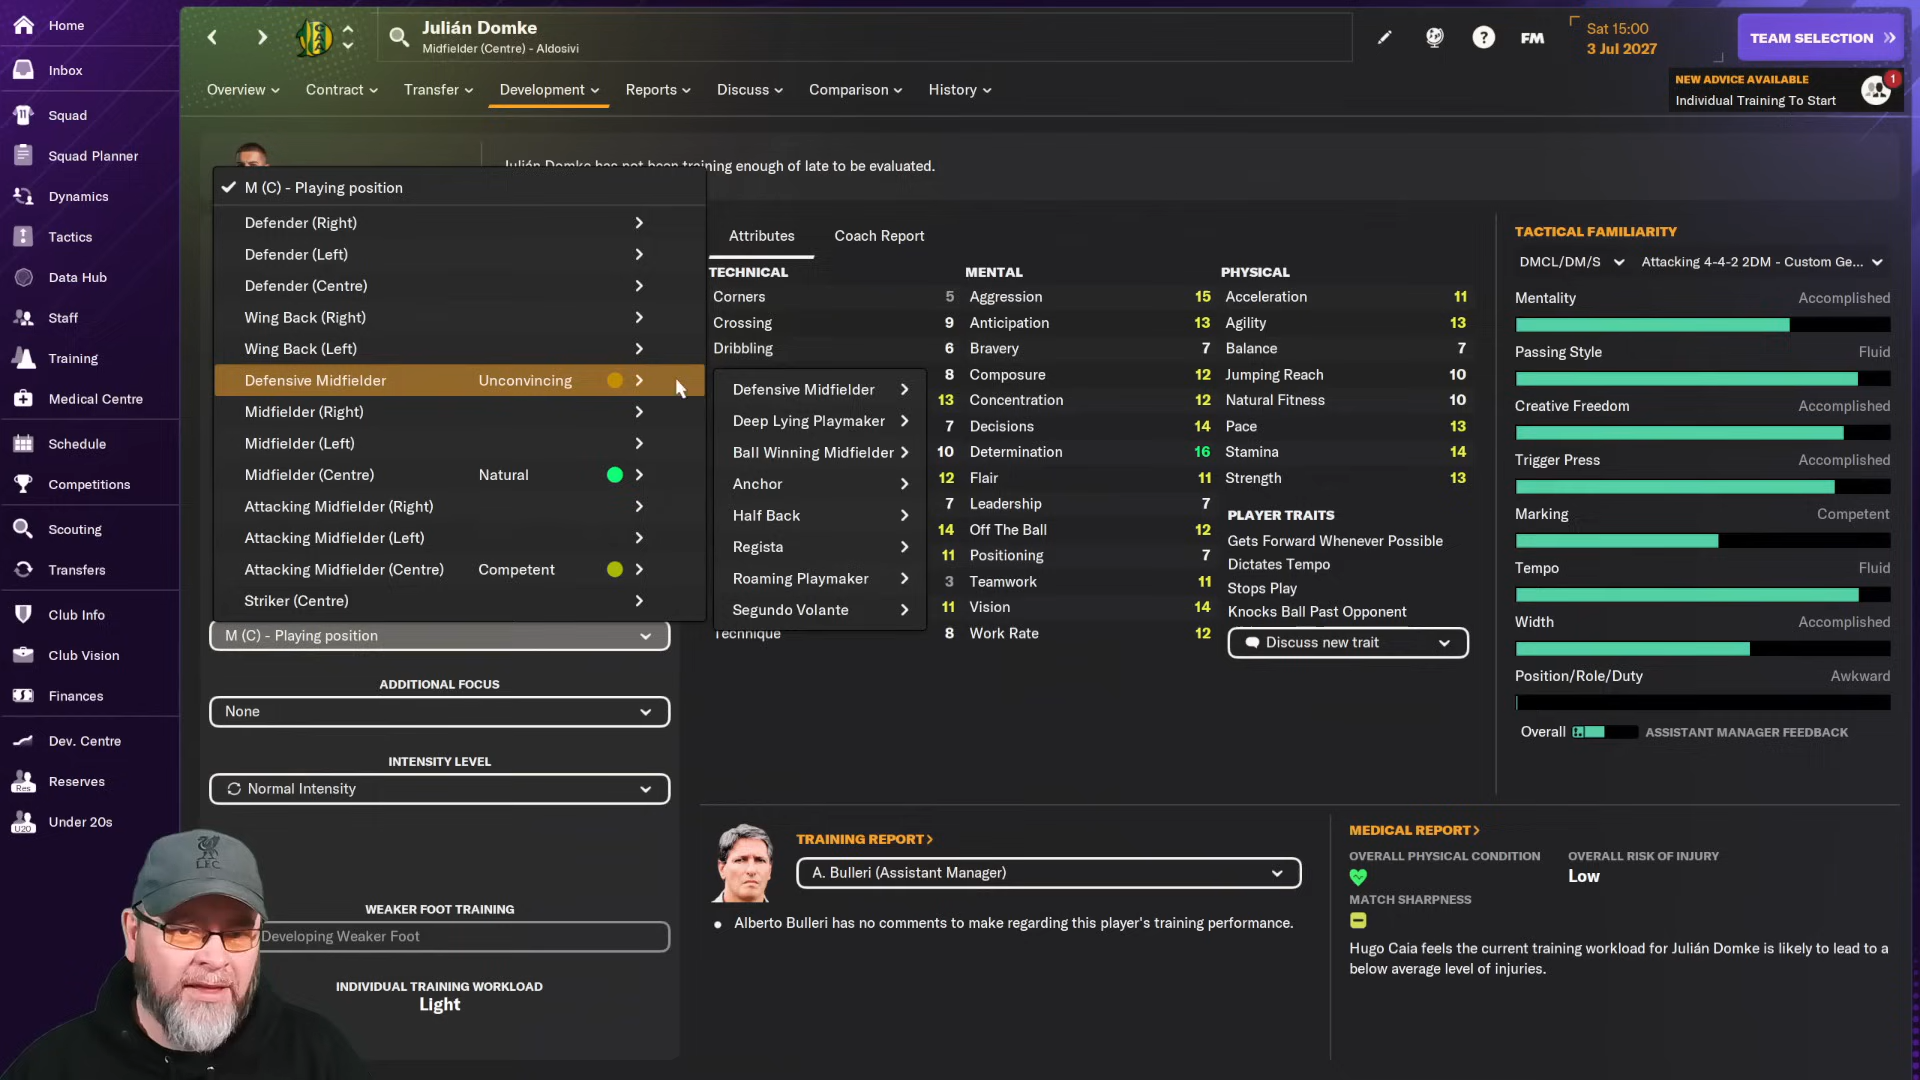 Home
Inbox
Squad
Squad Planner
Dynamics
Tactics
Data Hub
Staff
Training
Medical Centre
Schedule
Competitions
Scouting
Transfers
Club Info
Club Vision
Finances
Dev. Centre
Res
Reserves
U20
Under 20s
Julián Domke
Midfielder (Centre) - Aldosivi
? FM
Sat 15:00
3 Jul 2027
TEAM SELECTION
NEW ADVICE AVAILABLE
Individual Training To Start
1
Overview Contract Transfer Development Reports Discuss Comparison History
Julián Domke has not been training enough of late to be evaluated.
M (C) - Playing position
Defender (Right)
Defender (Left)
Defender (Centre)
Wing Back (Right)
Wing Back (Left)
Defensive Midfielder Unconvincing
Midfielder (Right)
Midfielder (Left)
Midfielder (Centre) Natural
Attacking Midfielder (Right)
Attacking Midfielder (Left)
Attacking Midfielder (Centre) Competent
Striker (Centre)
Defensive Midfielder
Deep Lying Playmaker
Ball Winning Midfielder
Anchor
Half Back
Regista
Roaming Playmaker
Segundo Volante
M (C) - Playing position
ADDITIONAL FOCUS
None
INTENSITY LEVEL
Normal Intensity
WEAKER FOOT TRAINING
Developing Weaker Foot
INDIVIDUAL TRAINING WORKLOAD
Light
L.F.C.
Attributes Coach Report
TECHNICAL
Corners 5
Crossing 9
Dribbling 6
8
13
7
10
12
7
14
11
3
11
Technique 8
MENTAL
Aggression 15
Anticipation 13
Bravery 7
Composure 12
Concentration 12
Decisions 14
Determination 16
Flair 11
Leadership 7
Off The Ball 12
Positioning 7
Teamwork 11
Vision 14
Work Rate 12
PHYSICAL
Acceleration 11
Agility 13
Balance 7
Jumping Reach 10
Natural Fitness 10
Pace 13
Stamina 14
Strength 13
PLAYER TRAITS
Gets Forward Whenever Possible
Dictates Tempo
Stops Play
Knocks Ball Past Opponent
Discuss new trait
TACTICAL FAMILIARITY
DMCL/DM/S Attacking 4-4-2 2DM - Custom Ge...
Mentality Accomplished
Passing Style Fluid
Creative Freedom Accomplished
Trigger Press Accomplished
Marking Competent
Tempo Fluid
Width Accomplished
Position/Role/Duty Awkward
Overall ASSISTANT MANAGER FEEDBACK
TRAINING REPORT
A. Bulleri (Assistant Manager)
Alberto Bulleri has no comments to make regarding this player's training performance.
MEDICAL REPORT
OVERALL PHYSICAL CONDITION
OVERALL RISK OF INJURY
Low
MATCH SHARPNESS
Hugo Caia feels the current training workload for Julián Domke is likely to lead to a
below average level of injuries.